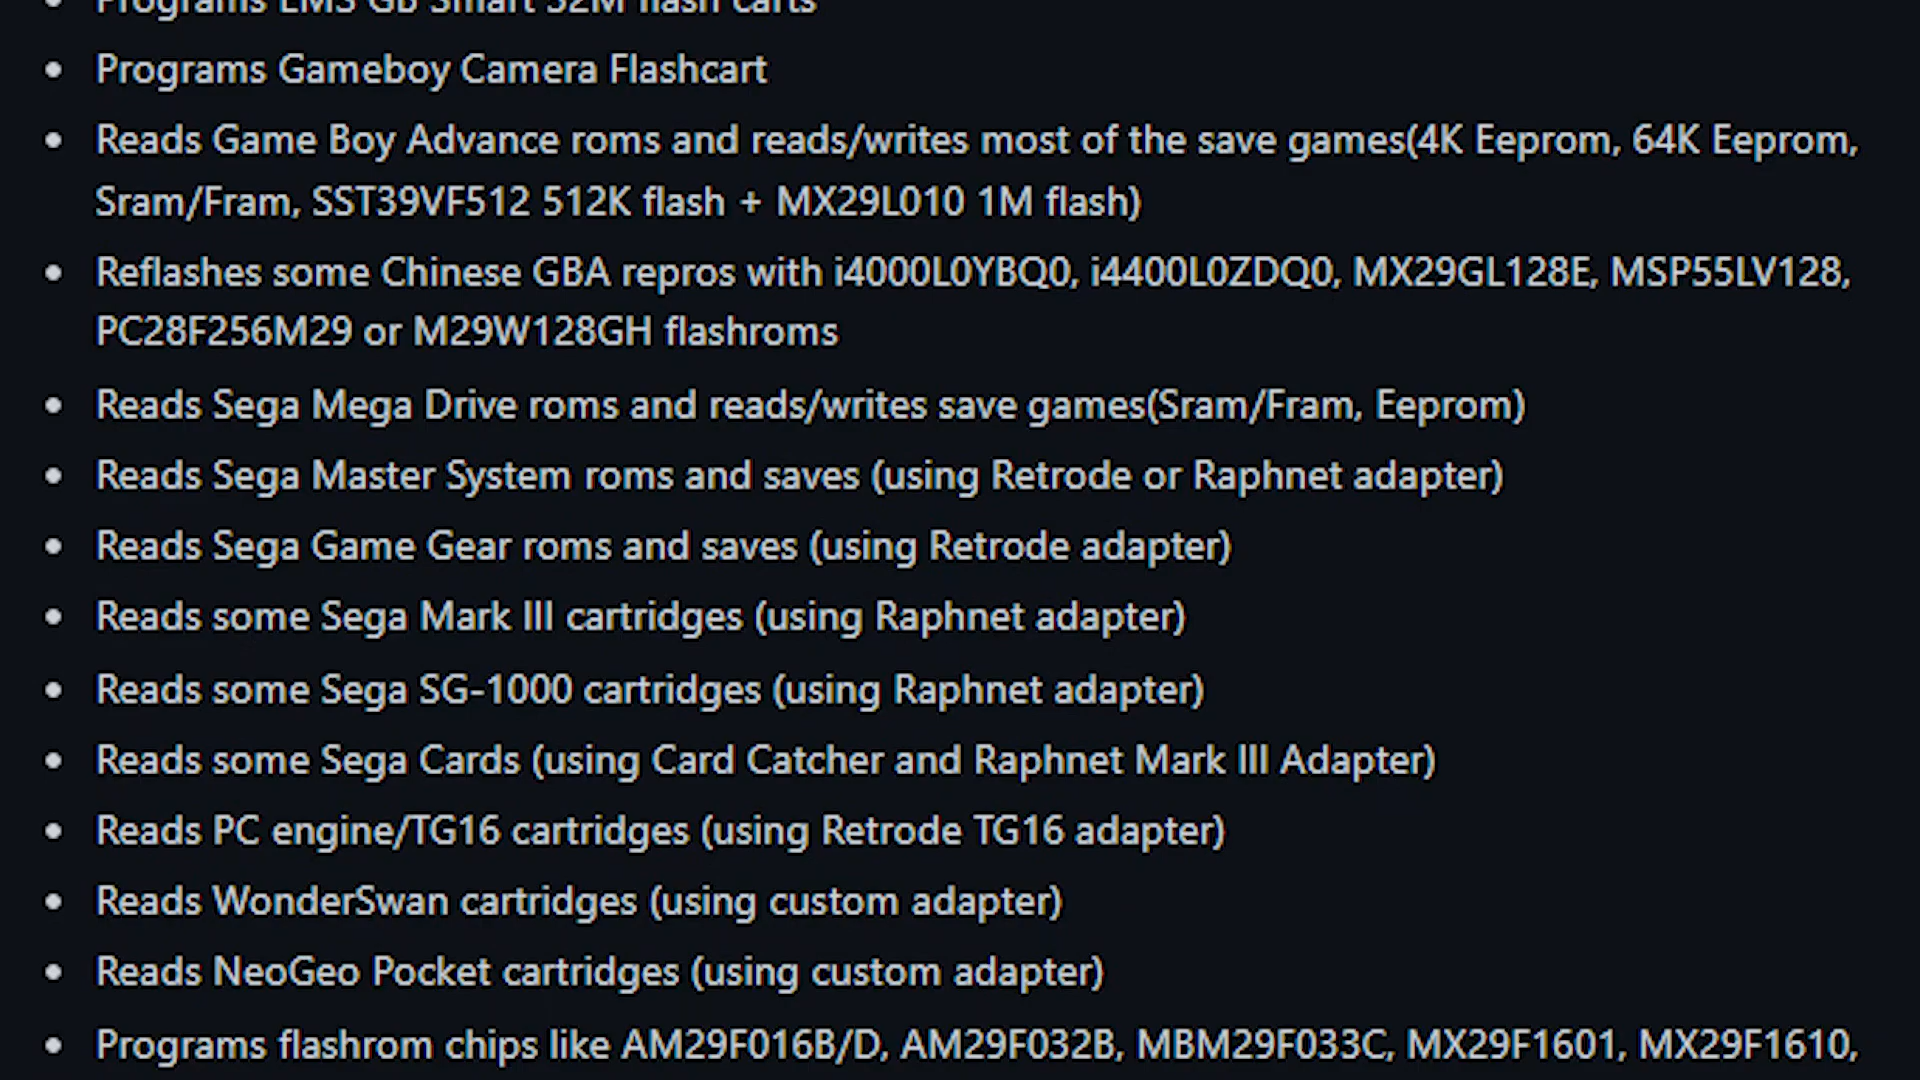 Programs EMS GB Smart 32M flash carts
Programs Gameboy Camera Flashcart
Reads Game Boy Advance roms and reads/writes most of the save games(4K Eeprom, 64K Eeprom,
Sram/Fram, SST39VF512 512K flash + MX29L010 1M flash)
Reflashes some Chinese GBA repros with i4000L0YBQ0, i4400L0ZDQ0, MX29GL128E, MSP55LV128,
PC28F256M29 or M29W128GH flashroms
Reads Sega Mega Drive roms and reads/writes save games(Sram/Fram, Eeprom)
Reads Sega Master System roms and saves (using Retrode or Raphnet adapter)
Reads Sega Game Gear roms and saves (using Retrode adapter)
Reads some Sega Mark III cartridges (using Raphnet adapter)
Reads some Sega SG-1000 cartridges (using Raphnet adapter)
Reads some Sega Cards (using Card Catcher and Raphnet Mark III Adapter)
Reads PC engine/TG16 cartridges (using Retrode TG16 adapter)
Reads WonderSwan cartridges (using custom adapter)
Reads NeoGeo Pocket cartridges (using custom adapter)
Programs flashrom chips like AM29F016B/D, AM29F032B, MBM29F033C, MX29F1601, MX29F1610,